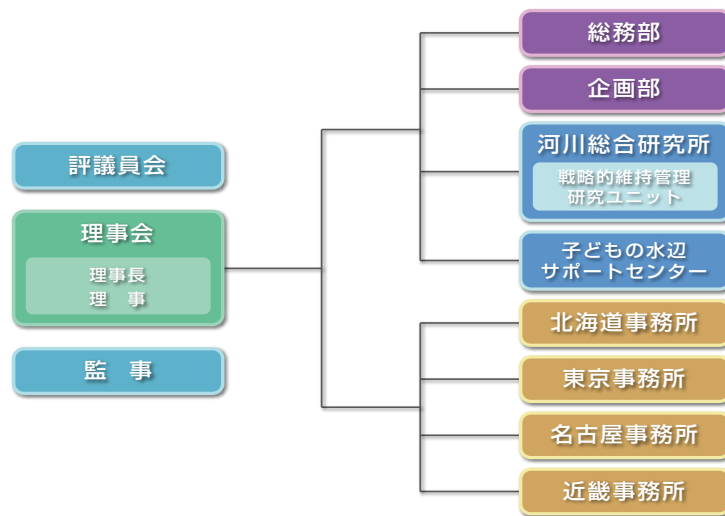 評議員会
理事会
理事長
理　事
監　事
総務部
企画部
河川総合研究所
戦略的維持管理
研究ユニット
子どもの水辺
サポートセンター
北海道事務所
東京事務所
名古屋事務所
近畿事務所